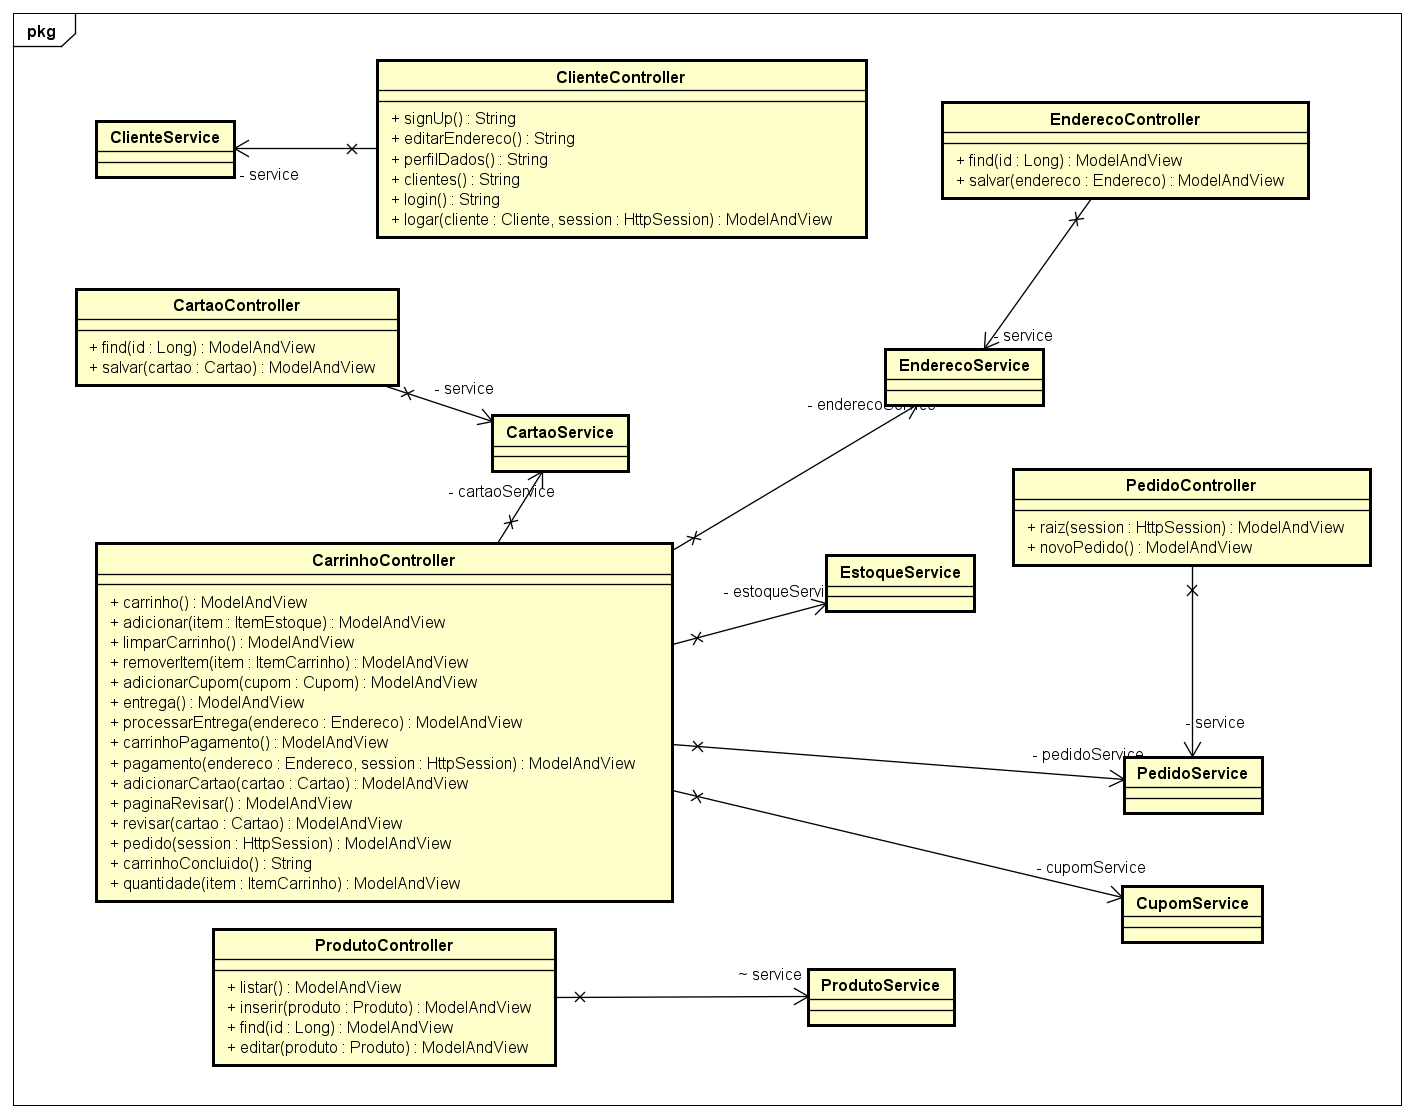 pkg
ClienteController
+ signUp() : String
+ editarEndereco() : String
+ perfilDados() : String
+ clientes() : String
+ login() : String
+ logar(cliente : Cliente, session : HttpSession) : ModelAndView
ClienteService
- service
EnderecoController
+ find(id : Long) : ModelAndView
+ salvar(endereco : Endereco) : ModelAndView
- service
EnderecoService
- enderecoService
CartaoController
+ find(id : Long) : ModelAndView
+ salvar(cartao : Cartao) : ModelAndView
- service
CartaoService
- cartaoService
PedidoController
+ raiz(session : HttpSession) : ModelAndView
+ novoPedido() : ModelAndView
- service
CarrinhoController
+ carrinho() : ModelAndView
+ adicionar(item : ItemEstoque) : ModelAndView
+ limparCarrinho() : ModelAndView
+ removerItem(item : ItemCarrinho) : ModelAndView
+ adicionarCupom(cupom : Cupom) : ModelAndView
+ entrega() : ModelAndView
+ processarEntrega(endereco : Endereco) : ModelAndView
+ carrinhoPagamento() : ModelAndView
+ pagamento(endereco : Endereco, session : HttpSession) : ModelAndView
+ adicionarCartao(cartao : Cartao) : ModelAndView
+ paginaRevisar() : ModelAndView
+ revisar(cartao : Cartao) : ModelAndView
+ pedido(session : HttpSession) : ModelAndView
+ carrinhoConcluido() : String
+ quantidade(item : ItemCarrinho) : ModelAndView
EstoqueService
- estoqueServi
- pedidoService
PedidoService
- cupomService
CupomService
ProdutoController
+ listar() : ModelAndView
+ inserir(produto : Produto) : ModelAndView
+ find(id : Long) : ModelAndView
+ editar(produto : Produto) : ModelAndView
~ service
ProdutoService